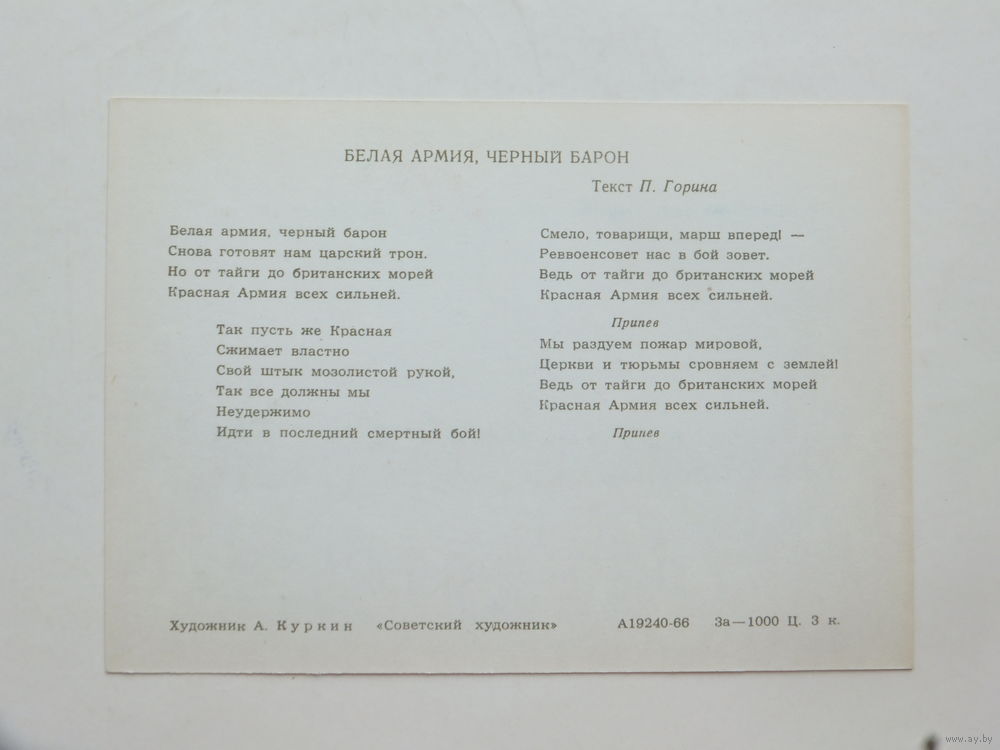 БЕЛАЯ АРМИЯ, ЧЕРНЫЙ БАРОН
Текст П. Горина
Белая армия, черный барон
Снова готовят нам царский трон.
Но от тайги до британских морей
Красная Армия всех сильней.
Так пусть же Красная
Сжимает властно
Свой штык мозолистой рукой,
Так все должны мы
Неудержимо
Идти в последний смертный бой!
Смело, товарищи, марш вперед! —
Реввоенсовет нас в бой зовет.
Ведь от тайги до британских морей
Красная Армия всех сильней.
Припев
Мы раздуем пожар мировой,
Церкви и тюрьмы сровняем с землей!
Ведь от тайги до британских морей
Красная Армия всех сильней.
Припев
Художник А. Куркин «Советский художник» А19240-66 За—1000 Ц. 3 к.
www.ay.by